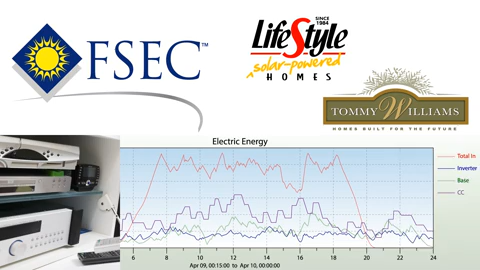 FSEC™
SINCE
1984
LifeStyle
solar-powered
HOMES
TOMMY WILLIAMS
HOMES BUILT FOR THE FUTURE
Electric Energy
Total In
Inverter
Base
CC
6 8 10 12 14 16 18 20 22 24
Apr 09, 00:15:00 to Apr 10, 00:00:00